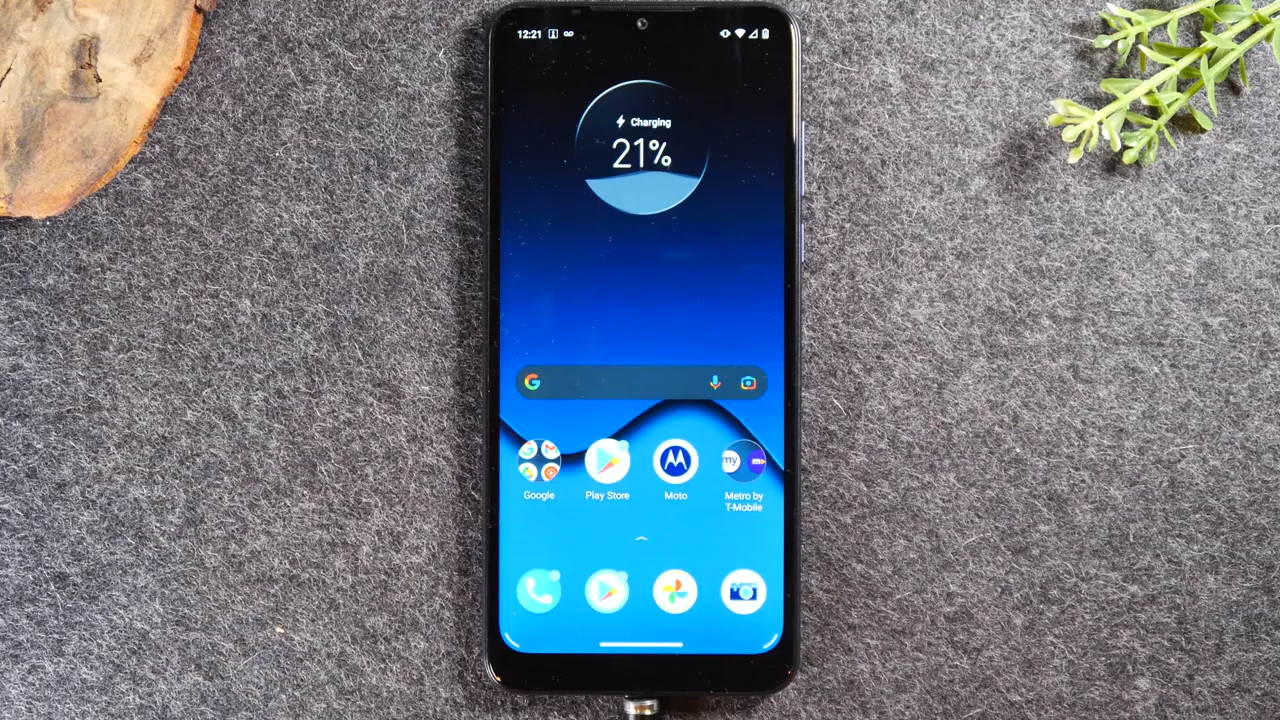 12:21
Charging
21%
Google
Play Store
Moto
my
m
Metro by
T-Mobile